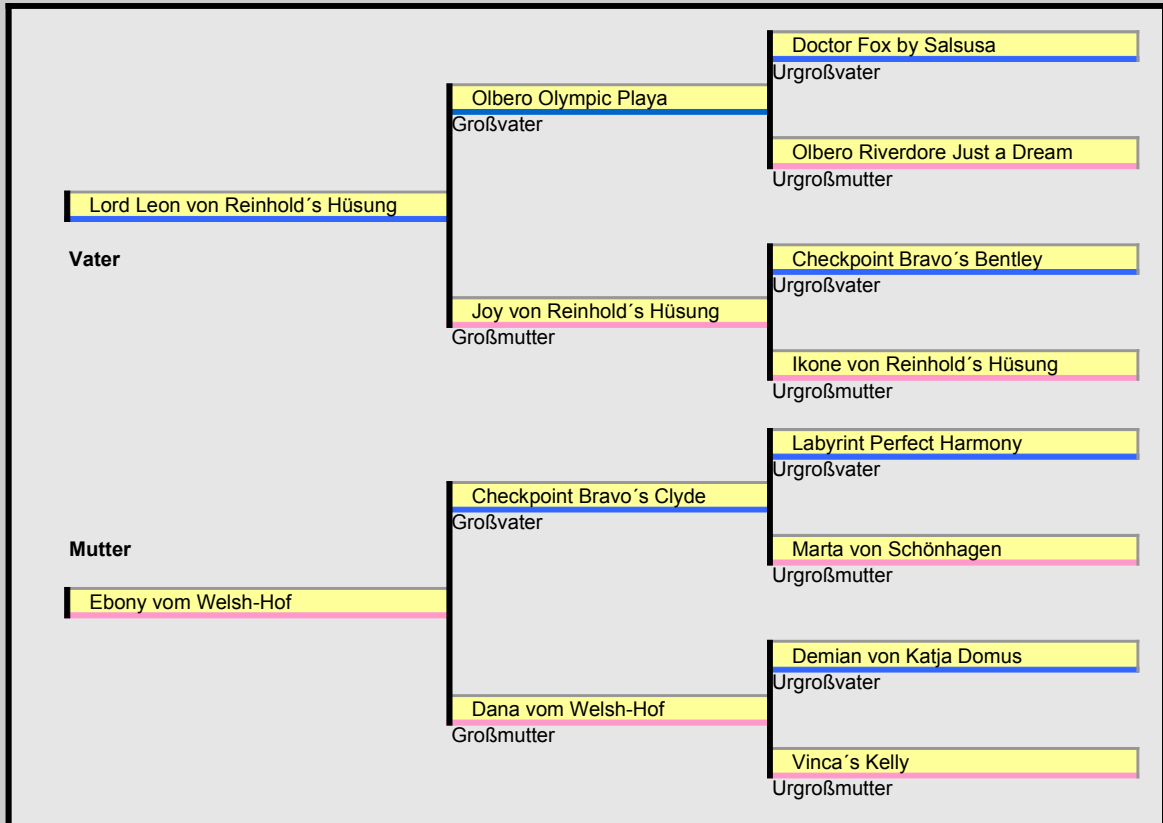 Doctor Fox by Salsusa
Urgroßvater
Olbero Olympic Playa
Großvater
Olbero Riverdore Just a Dream
Urgroßmutter
Lord Leon von Reinhold´s Hüsung
Vater
Checkpoint Bravo´s Bentley
Urgroßvater
Joy von Reinhold´s Hüsung
Großmutter
Ikone von Reinhold´s Hüsung
Urgroßmutter
Labyrint Perfect Harmony
Urgroßvater
Checkpoint Bravo´s Clyde
Großvater
Mutter
Marta von Schönhagen
Urgroßmutter
Ebony vom Welsh-Hof
Demian von Katja Domus
Urgroßvater
Dana vom Welsh-Hof
Großmutter
Vinca´s Kelly
Urgroßmutter